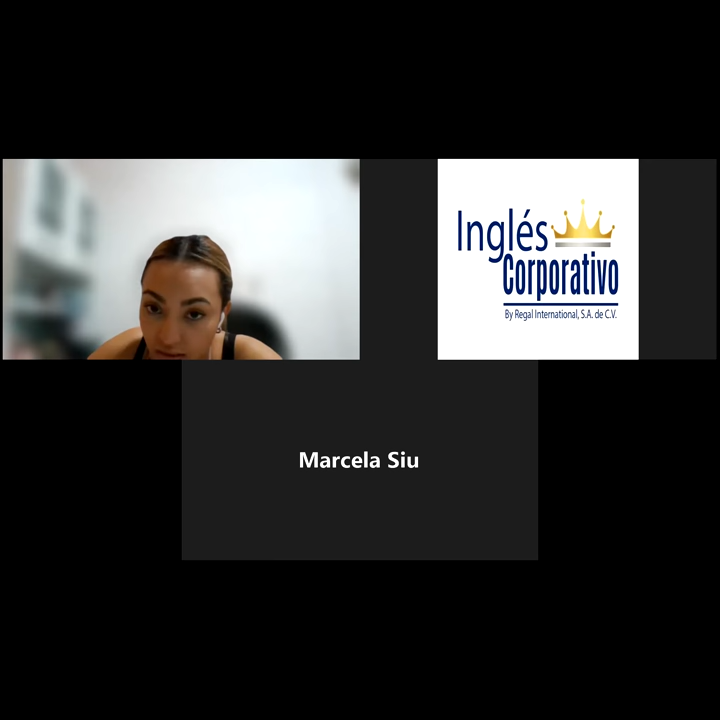 Inglés
Corporativo
By Regal International, S.A. de C.V.
Marcela Siu